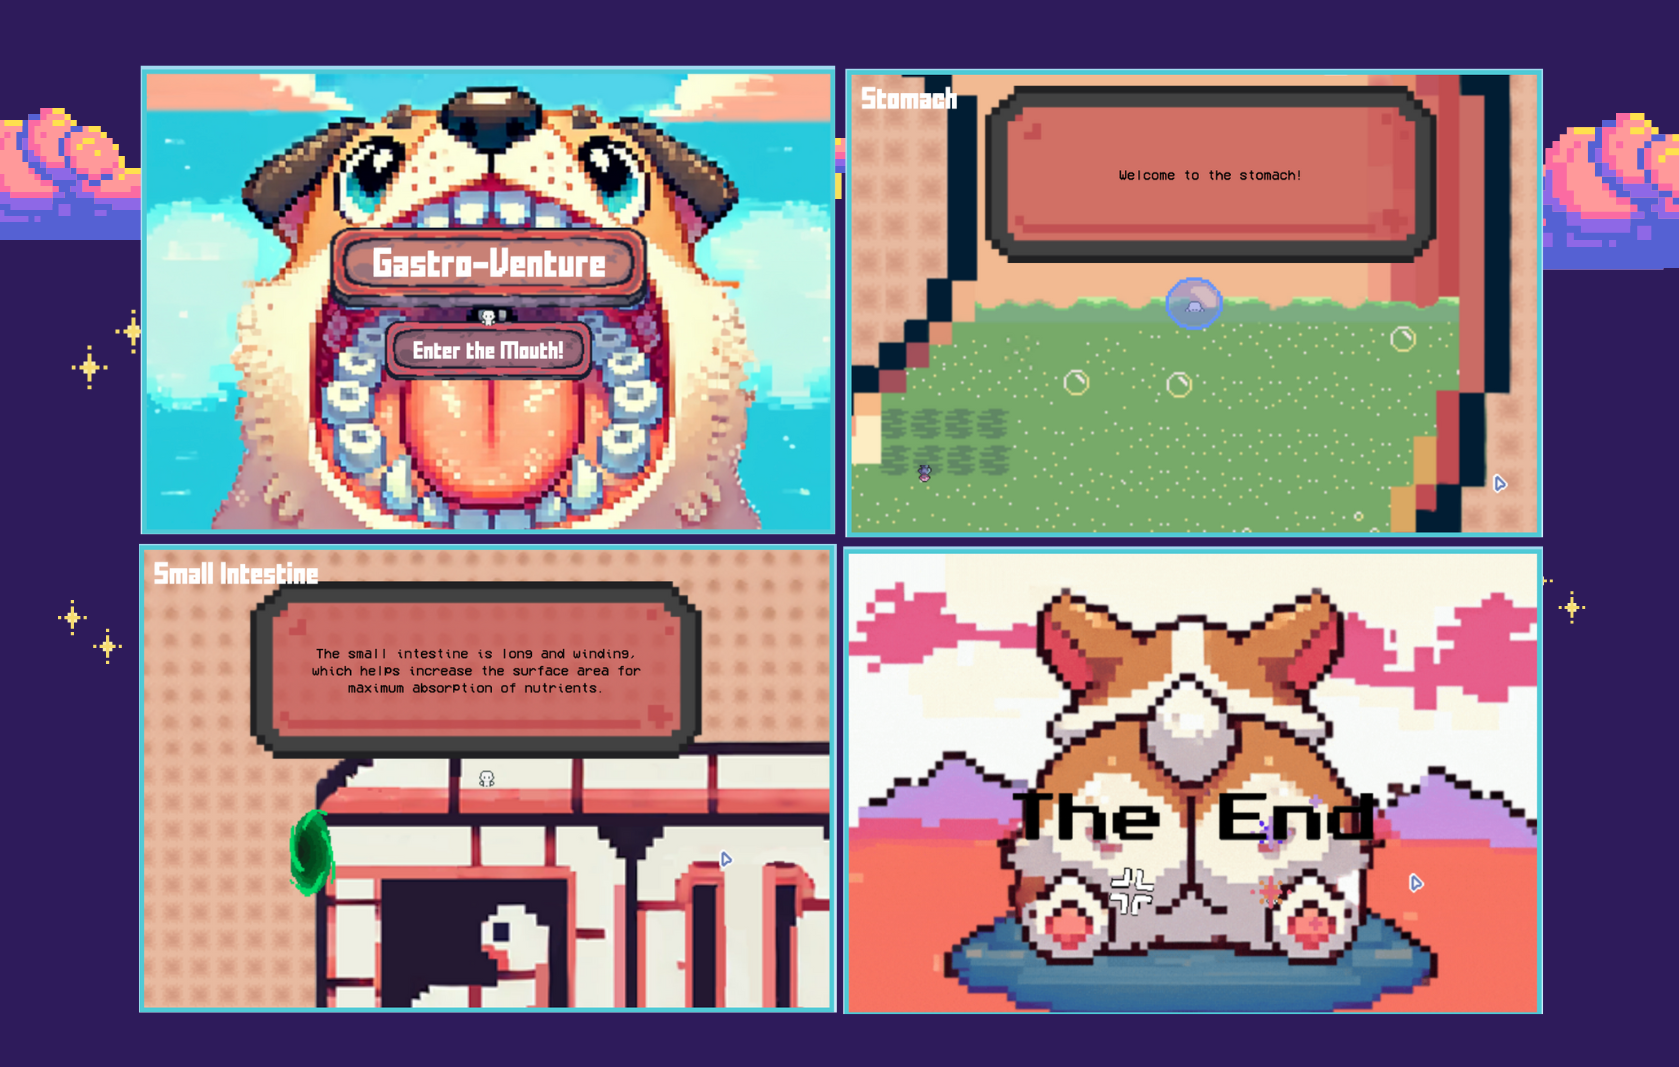 Gastro-Venture
Enter the Mouth!
Stomach
Welcome to the stomach!
Small Intestine
The small intestine is long and winding,
which helps increase the surface area for
maximum absorption of nutrients.
The End